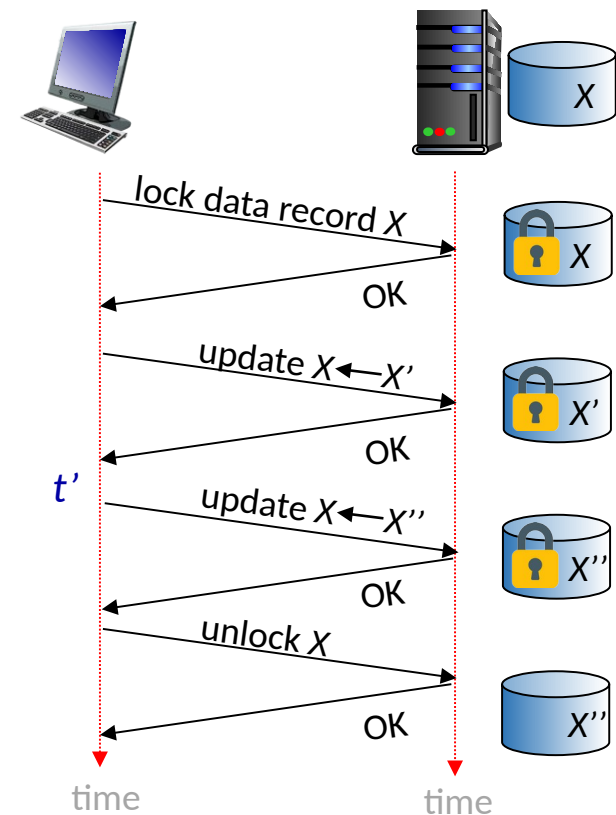 X
lock data record X
X
OK
update X←X’
X’
OK
t’
update X←X’’
X’’
OK
unlock X
X’’
OK
time
time